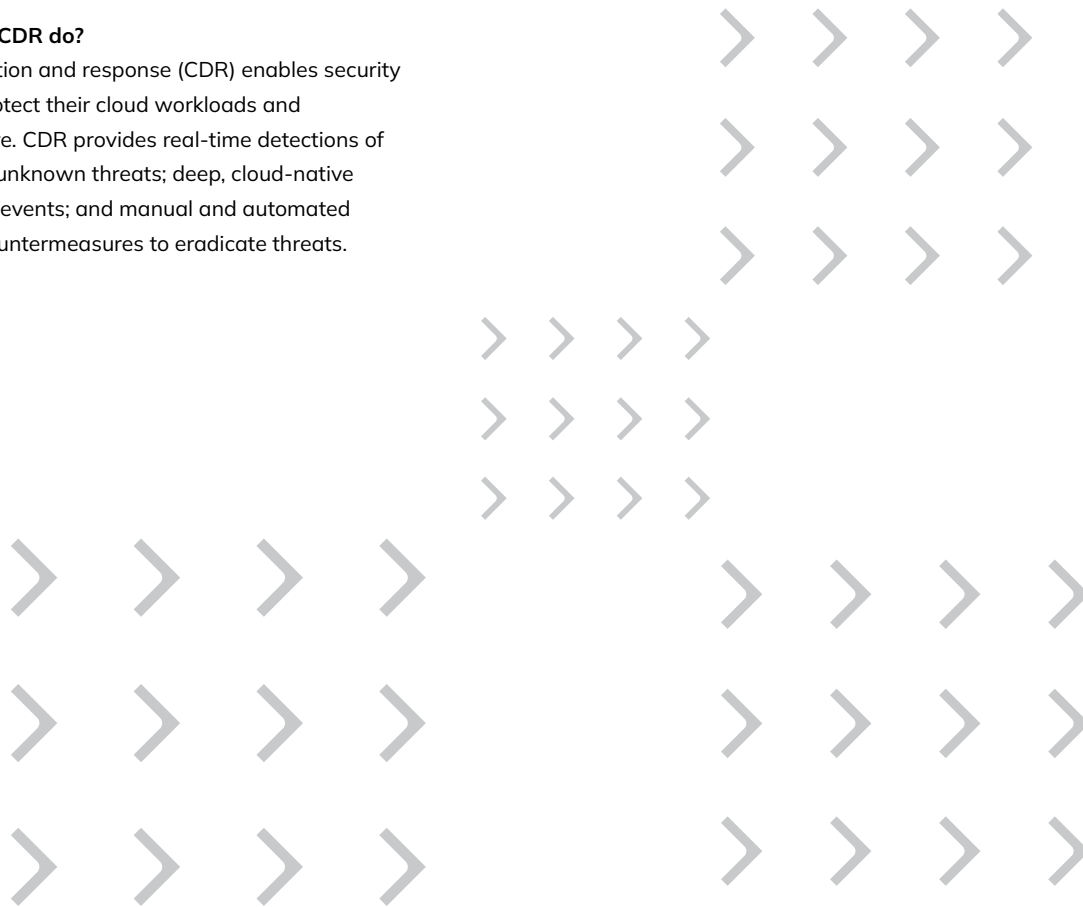 CDR do?
tion and response (CDR) enables security
otect their cloud workloads and
e. CDR provides real-time detections of
unknown threats; deep, cloud-native
events; and manual and automated
untermeasures to eradicate threats.